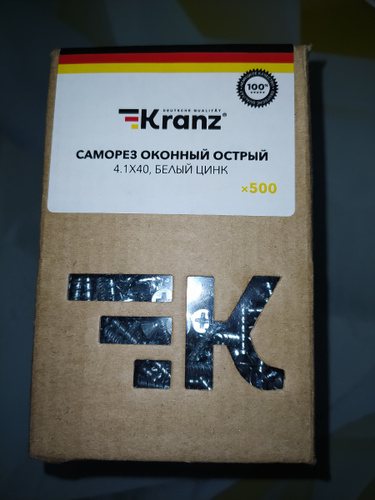 100%
DEUTSCHE QUALITÄT
Kranz®
САМОРЕЗ ОКОННЫЙ ОСТРЫЙ
4.1X40, БЕЛЫЙ ЦИНК
×500